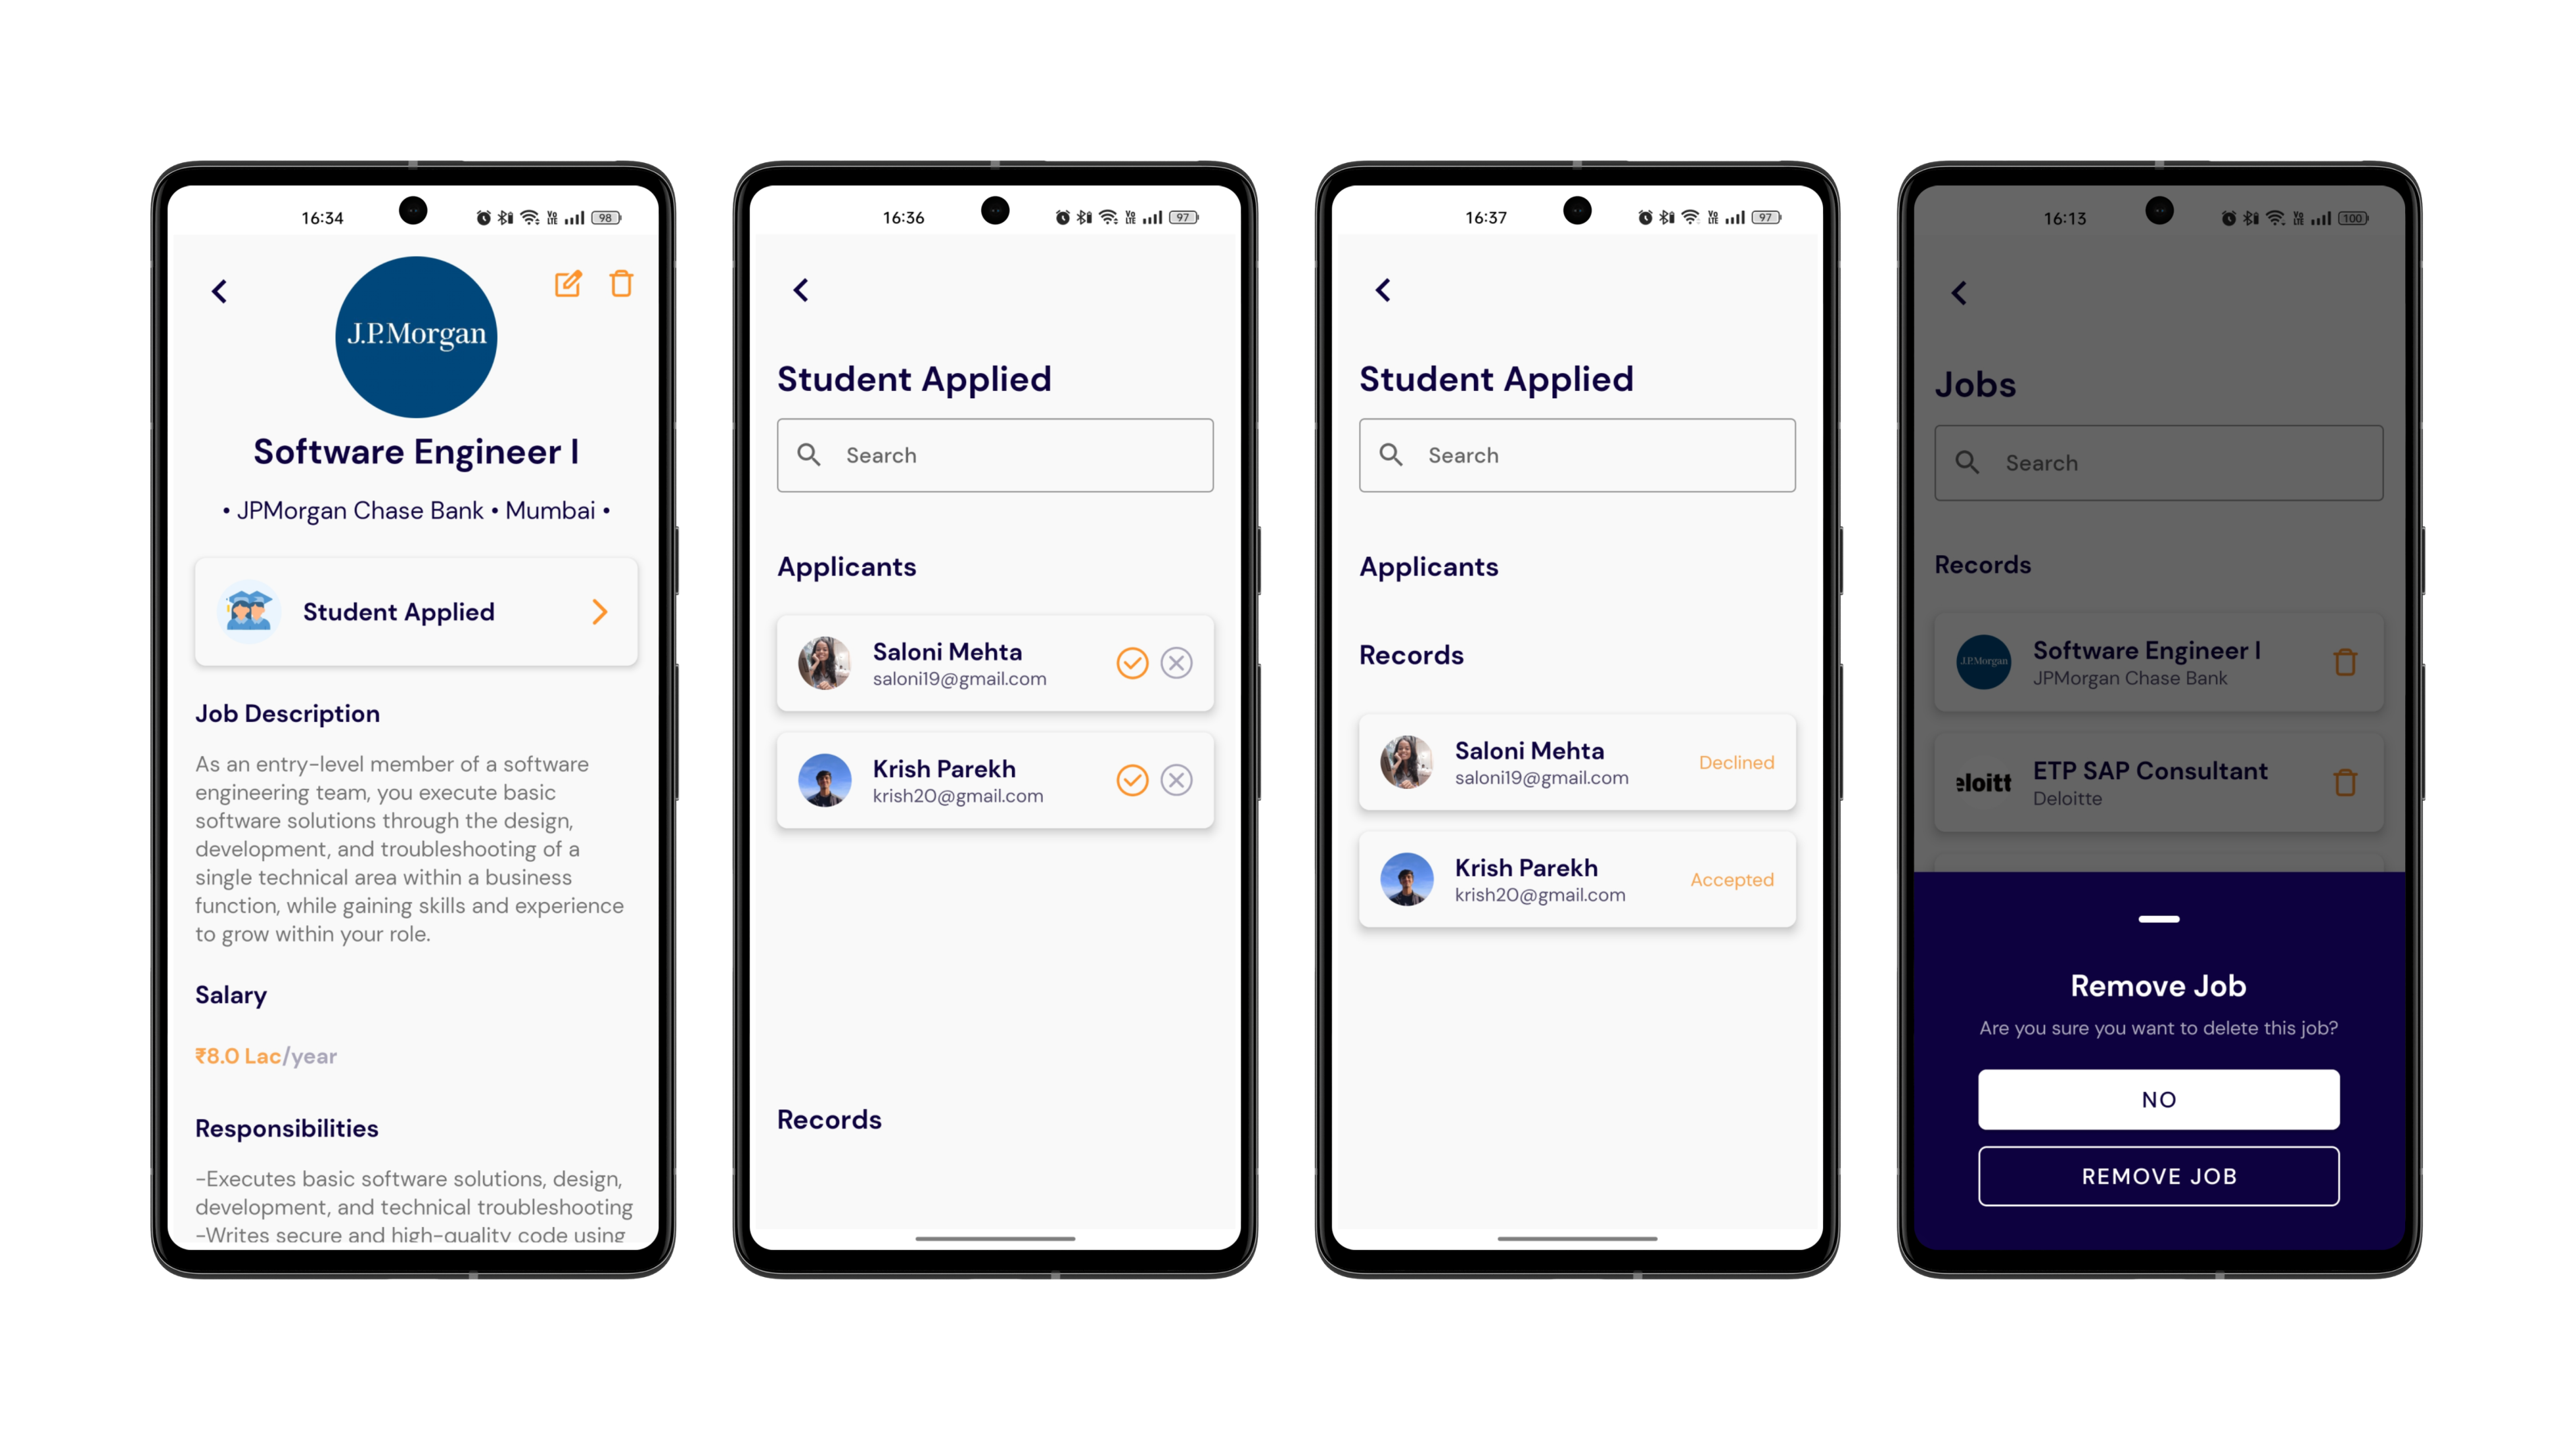 16:34
98
J.P.Morgan
Software Engineer I
• JPMorgan Chase Bank • Mumbai •
Student Applied
Job Description
As an entry-level member of a software
engineering team, you execute basic
software solutions through the design,
development, and troubleshooting of a
single technical area within a business
function, while gaining skills and experience
to grow within your role.
Salary
₹8.0 Lac/year
Responsibilities
-Executes basic software solutions, design,
development, and technical troubleshooting
-Writes secure and high-quality code using
16:36
97
Student Applied
Search
Applicants
Saloni Mehta
saloni19@gmail.com
Krish Parekh
krish20@gmail.com
Records
16:37
97
Student Applied
Search
Applicants
Records
Saloni Mehta
saloni19@gmail.com
Declined
Krish Parekh
krish20@gmail.com
Accepted
16:13
100
Jobs
Search
Records
J.P.Morgan
Software Engineer I
JPMorgan Chase Bank
eloitt
ETP SAP Consultant
Deloitte
Remove Job
Are you sure you want to delete this job?
NO
REMOVE JOB